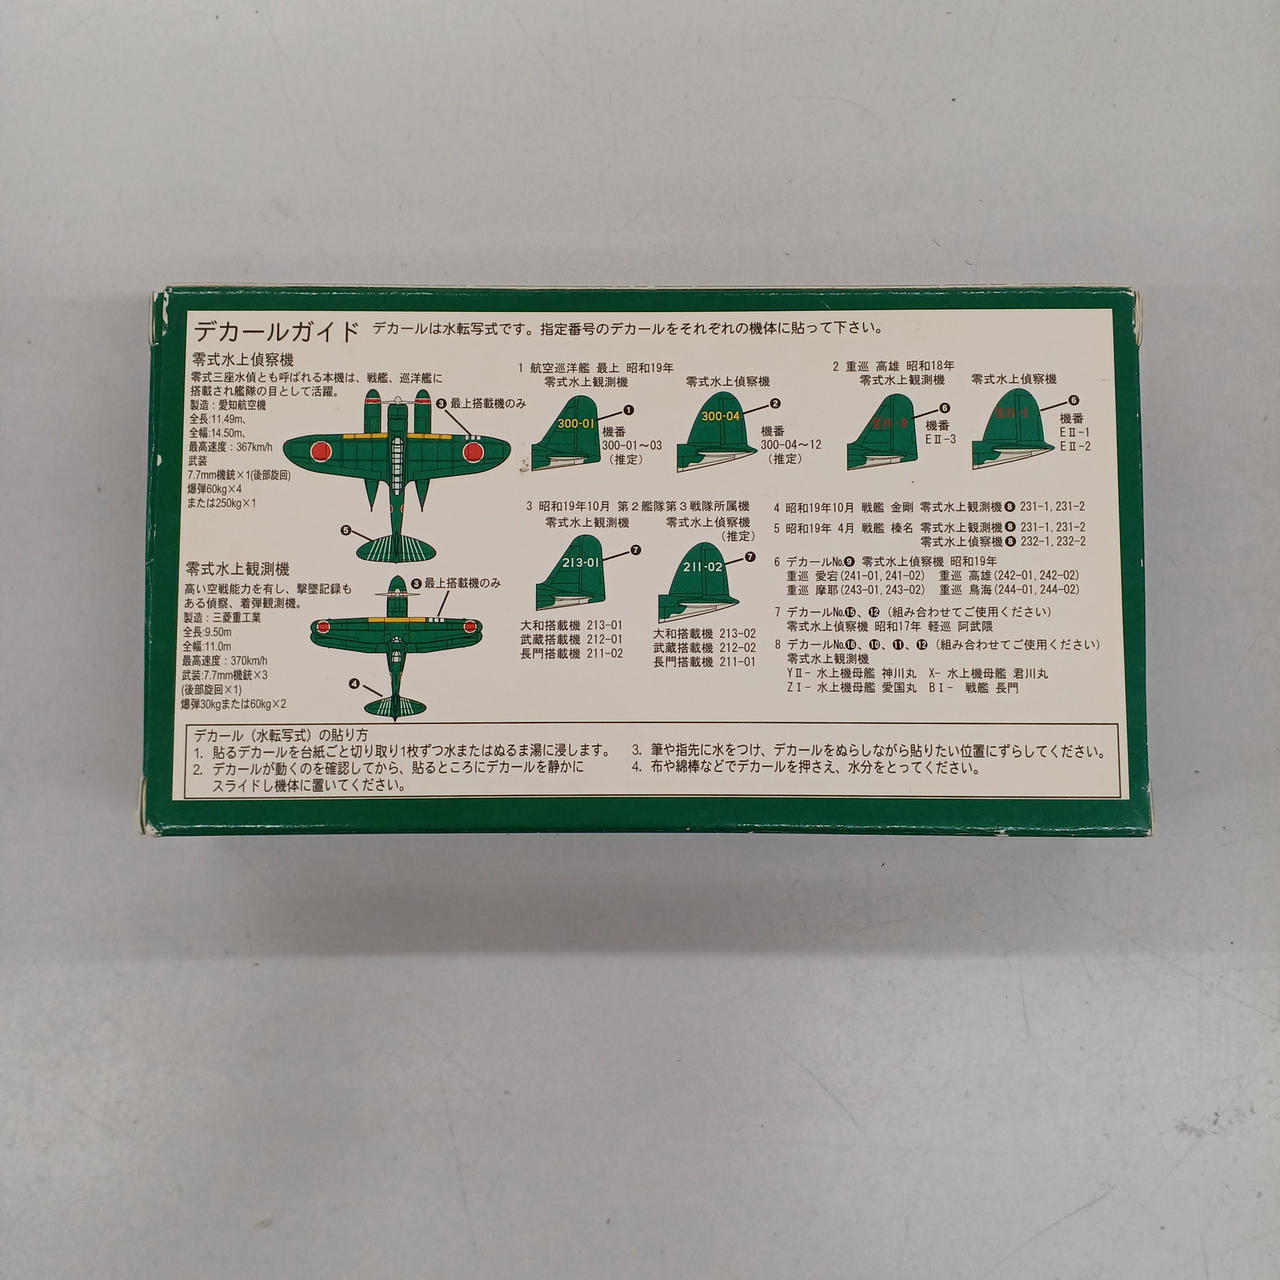 デカールガイド デカールは水転写式です。指定番号のデカールをそれぞれの機体に貼って下さい。
零式水上偵察機
零式三座水偵とも呼ばれる本機は、戦艦、巡洋艦に
搭載され艦隊の目として活躍。
製造：愛知航空機
全長:11.49m、
全幅:14.50m、
最高速度：367km/h
武装
7.7mm機銃×1(後部旋回)
爆弾60kg×4
または250kg×1
❸ 最上搭載機のみ
❺
零式水上観測機
高い空戦能力を有し、撃墜記録も
ある偵察、着弾観測機。
製造：三菱重工業
全長:9.50m
全幅:11.0m
最高速度：370km/h
武装:7.7mm機銃×3
(後部旋回×1)
爆弾30kgまたは60kg×2
❸最上搭載機のみ
❹
1 航空巡洋艦 最上 昭和19年
零式水上観測機
300-01
❶
機番
300-01〜03
(推定)
零式水上偵察機
300-04
❷
機番
300-04〜12
(推定)
2 重巡 高雄 昭和18年
零式水上観測機
❻
機番
EⅡ-3
零式水上偵察機
❻
機番
EⅡ-1
EⅡ-2
3 昭和19年10月 第２艦隊第３戦隊所属機
零式水上観測機
213-01
❼
大和搭載機 213-01
武蔵搭載機 212-01
長門搭載機 211-02
零式水上偵察機
(推定)
211-02
❼
大和搭載機 213-02
武蔵搭載機 212-02
長門搭載機 211-01
4 昭和19年10月 戦艦 金剛 零式水上観測機❽ 231-1,231-2
5 昭和19年 4月 戦艦 榛名 零式水上観測機❽ 231-1,231-2
零式水上偵察機❽ 232-1,232-2
6 デカールNo.❾ 零式水上偵察機 昭和19年
重巡 愛宕(241-01,241-02) 重巡 高雄(242-01,242-02)
重巡 摩耶(243-01,243-02) 重巡 鳥海(244-01,244-02)
7 デカールNo.⓯、⓬（組み合わせてご使用ください）
零式水上偵察機 昭和17年 軽巡 阿武隈
8 デカールNo.⓰、❿、⓫、⓬（組み合わせてご使用ください）
零式水上観測機
YⅡ- 水上機母艦 神川丸 X- 水上機母艦 君川丸
ZⅠ- 水上機母艦 愛国丸 BⅠ- 戦艦 長門
デカール（水転写式）の貼り方
1. 貼るデカールを台紙ごと切り取り1枚ずつ水またはぬるま湯に浸します。
2. デカールが動くのを確認してから、貼るところにデカールを静かに
スライドし機体に置いてください。
3. 筆や指先に水をつけ、デカールをぬらしながら貼りたい位置にずらしてください。
4. 布や綿棒などでデカールを押さえ、水分をとってください。